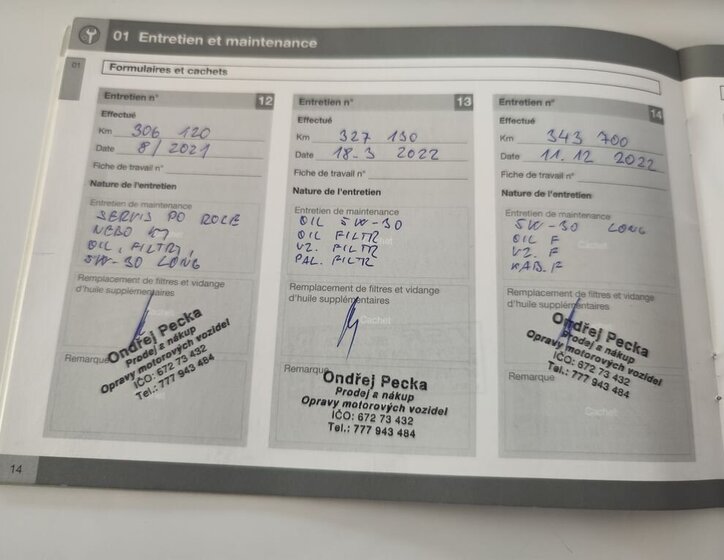 01 Entretien et maintenance
01
Formulaires et cachets
Entretien n° 12
Effectué
Km 306 120
Date 8/2021
Fiche de travail n°
Nature de l'entretien
Entretien de maintenance
SERVIS PO ROCE
NEBO
OIL, FILTRY,
5W-30 LONG
Remplacement de filtres et vidange
d'huile supplémentaires
Remarque
Ondřej Pecka
Prodej a nákup
Opravy motorových vozidel
IČO: 672 73 432
Tel.: 777 943 484
Entretien n° 13
Effectué
Km 327 130
Date 18.3 2022
Fiche de travail n°
Nature de l'entretien
Entretien de maintenance
OIL 5W-30
OIL FILTR
VZ. FILTR
PAL. FILTR
Cachet
Remplacement de filtres et vidange
d'huile supplémentaires
Cachet
Remarque
Ondřej Pecka
Prodej a nákup
Opravy motorových vozidel
IČO: 672 73 432
Tel.: 777 943 484
Entretien n° 14
Effectué
Km 343 700
Date 11.12 2022
Fiche de travail n°
Nature de l'entretien
Entretien de maintenance
5W-30 LONG
OIL F
VZ. F
KAB. F
Cachet
Remplacement de filtres et vidange
d'huile supplémentaires
Remarque
Ondřej Pecka
Prodej a nákup
Opravy motorových vozidel
IČO: 672 73 432
Tel.: 777 943 484
Cachet
14